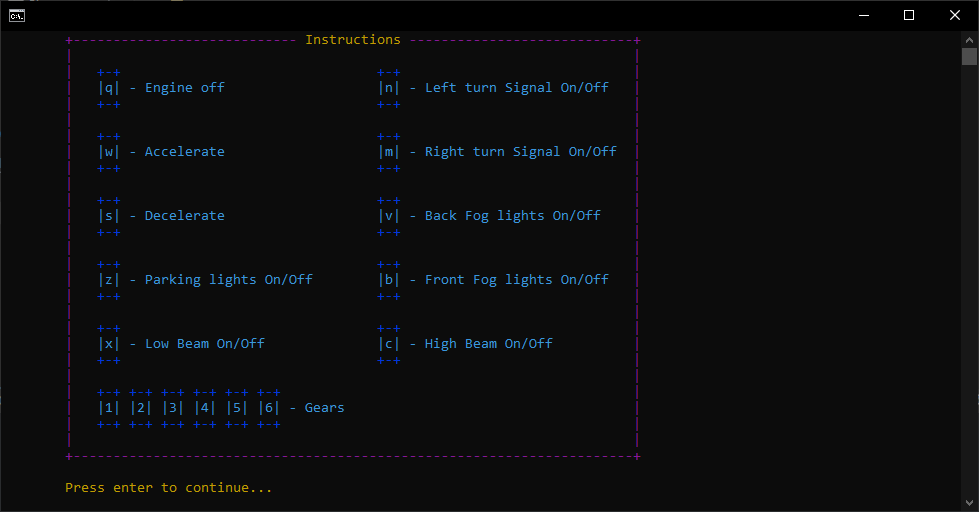 +---------------------------- Instructions ----------------------------+
|q| - Engine off |n| - Left turn Signal On/Off
|w| - Accelerate |m| - Right turn Signal On/Off
|s| - Decelerate |v| - Back Fog lights On/Off
|z| - Parking lights On/Off |b| - Front Fog lights On/Off
|x| - Low Beam On/Off |c| - High Beam On/Off
|1| |2| |3| |4| |5| |6| - Gears
Press enter to continue...